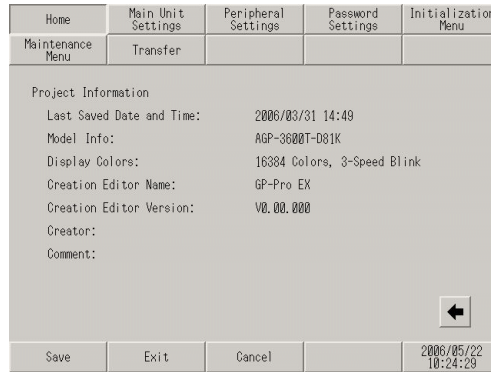 Home
Main Unit
Settings
Peripheral
Settings
Password
Settings
Initialization
Menu
Maintenance
Menu
Transfer
Project Information
Last Saved Date and Time: 2006/03/31 14:49
Model Info: AGP-3600T-D81K
Display Colors: 16384 Colors, 3-Speed Blink
Creation Editor Name: GP-Pro EX
Creation Editor Version: V0.00.000
Creator:
Comment:
Save
Exit
Cancel
2006/05/22
10:24:29